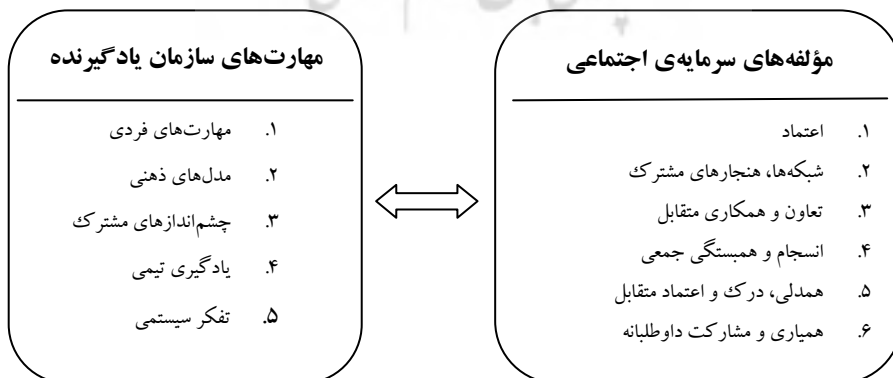 مؤلفه‌های سرمایه‌ی اجتماعی
۱. اعتماد
۲. شبکه‌ها، هنجارهای مشترک
۳. تعاون و همکاری متقابل
۴. انسجام و همبستگی جمعی
۵. همدلی، درک و اعتماد متقابل
۶. همیاری و مشارکت داوطلبانه
مهارت‌های سازمان یادگیرنده
۱. مهارت‌های فردی
۲. مدل‌های ذهنی
۳. چشم‌اندازهای مشترک
۴. یادگیری تیمی
۵. تفکر سیستمی